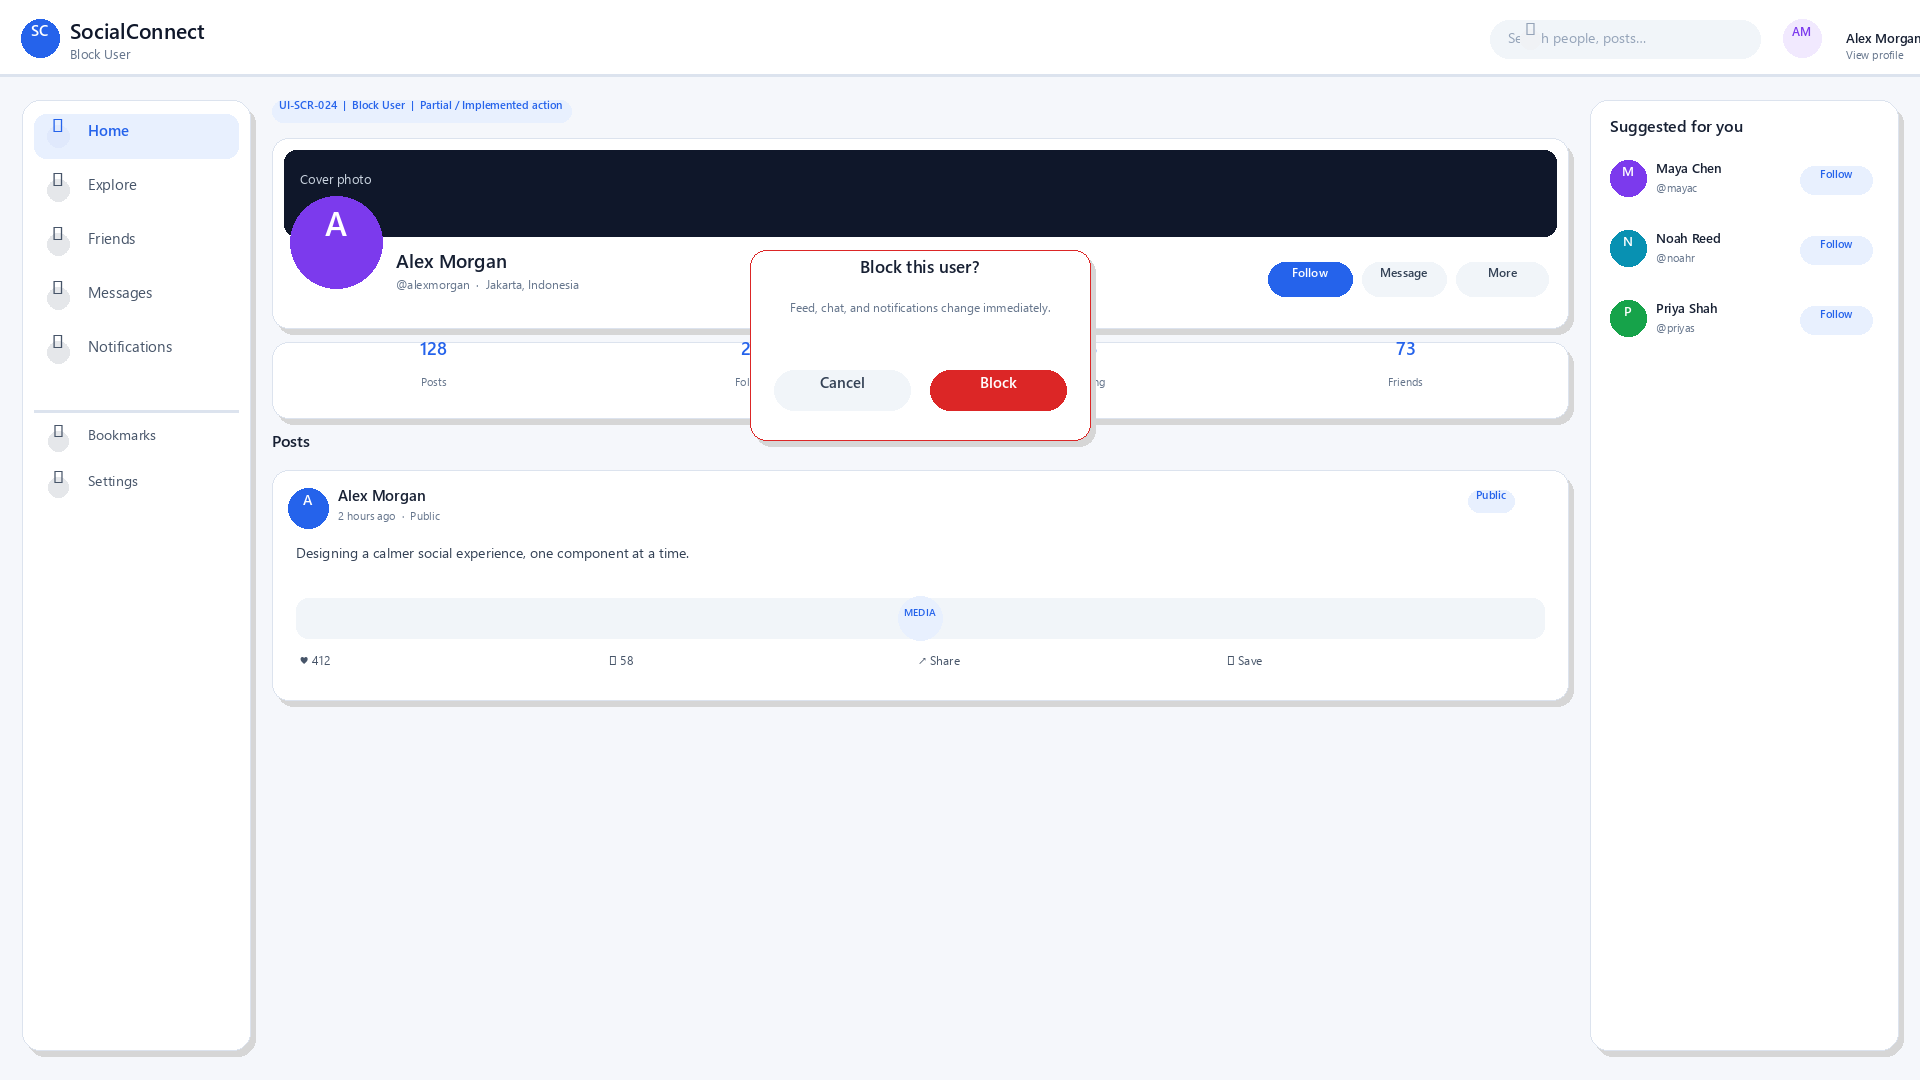 SC
SocialConnect
Block User
Se h people, posts...
AM
Alex Morgan
View profile
Home
Explore
Friends
Messages
Notifications
Bookmarks
Settings
UI-SCR-024 | Block User | Partial / Implemented action
Cover photo
A
Alex Morgan
@alexmorgan · Jakarta, Indonesia
Follow
Message
More
Block this user?
Feed, chat, and notifications change immediately.
Cancel
Block
128
Posts
2
Fol
ng
73
Friends
Posts
A
Alex Morgan
2 hours ago · Public
Public
Designing a calmer social experience, one component at a time.
MEDIA
♥ 412
58
↗ Share
Save
Suggested for you
M
Maya Chen
@mayac
Follow
N
Noah Reed
@noahr
Follow
P
Priya Shah
@priyas
Follow